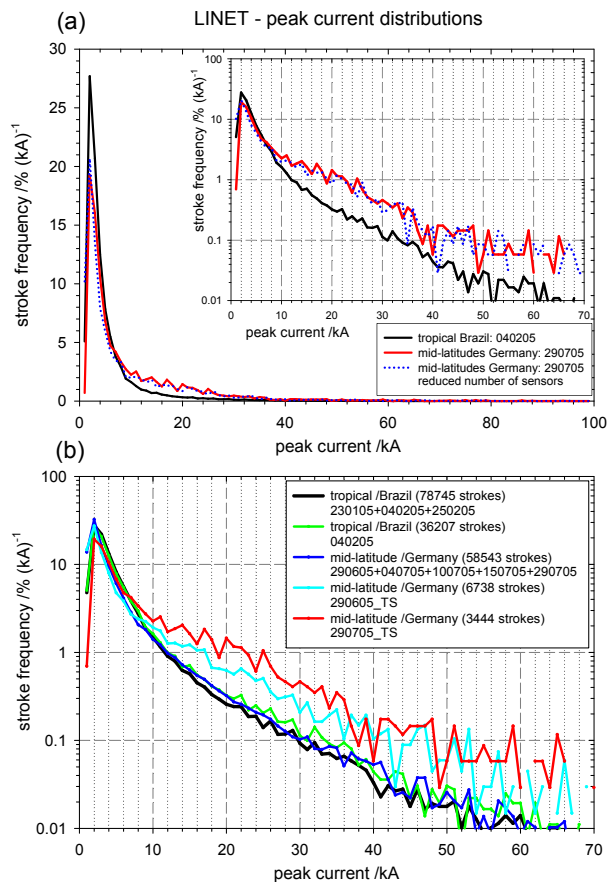 LINET - peak current distributions
(a)
stroke frequency /% (kA)-1
30
25
20
15
10
5
0
0 20 40 60 80 100
peak current /kA
stroke frequency /% (kA)-1
100
10
1
0.1
0.01
0 10 20 30 40 50 60 70
peak current /kA
tropical Brazil: 040205
mid-latitudes Germany: 290705
mid-latitudes Germany: 290705
reduced number of sensors
(b)
stroke frequency /% (kA)-1
100
10
1
0.1
0.01
0 10 20 30 40 50 60 70
peak current /kA
tropical /Brazil (78745 strokes)
230105+040205+250205
tropical /Brazil (36207 strokes)
040205
mid-latitude /Germany (58543 strokes)
290605+040705+100705+150705+290705
mid-latitude /Germany (6738 strokes)
290605_TS
mid-latitude /Germany (3444 strokes)
290705_TS